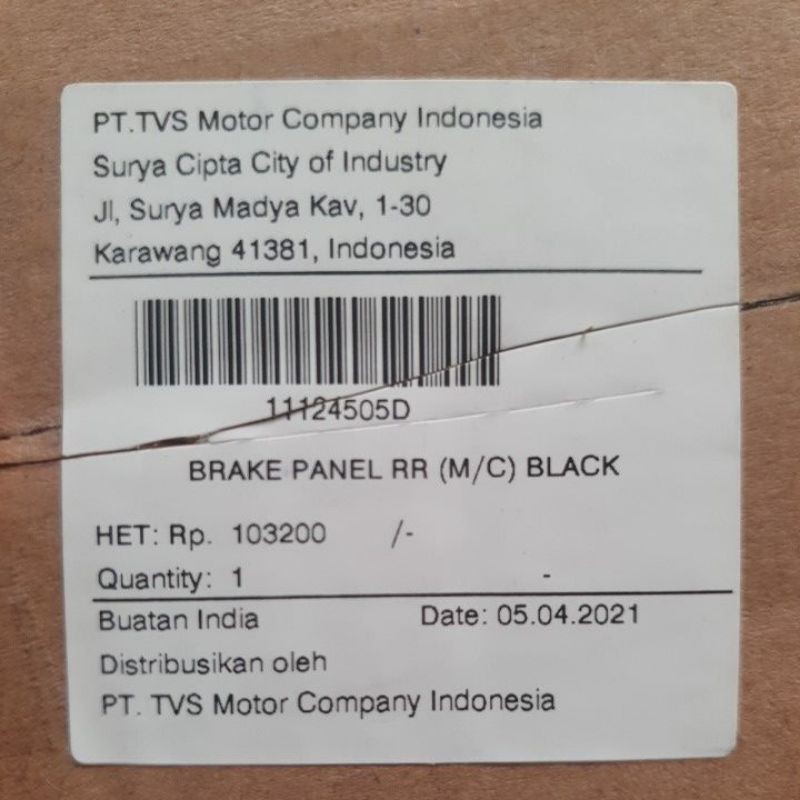 PT.TVS Motor Company Indonesia
Surya Cipta City of Industry
Jl, Surya Madya Kav, 1-30
Karawang 41381, Indonesia
11124505D
BRAKE PANEL RR (M/C) BLACK
HET: Rp. 103200 /-
Quantity: 1 -
Buatan India Date: 05.04.2021
Distribusikan oleh
PT. TVS Motor Company Indonesia